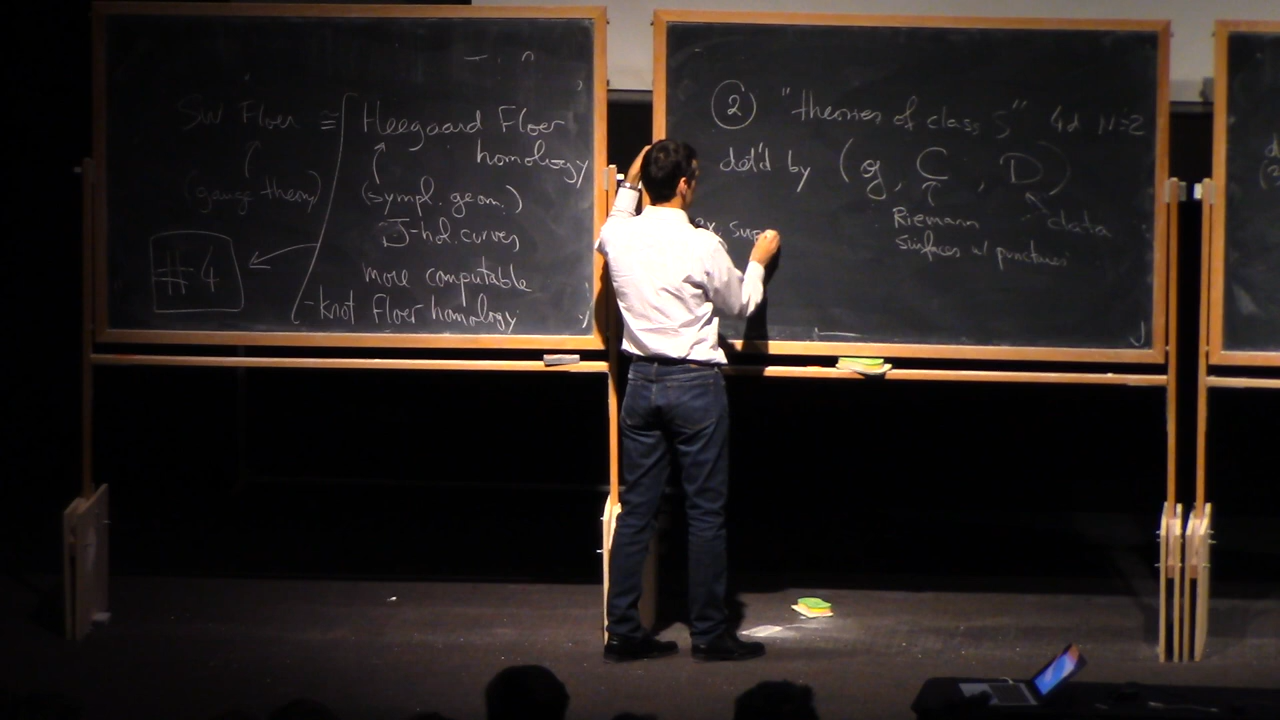 SW Floer ≅ Heegaard Floer
homology
(gauge theory) (sympl. geom.)
J-hol. curves
#4
more computable
-knot Floer homology
② "theories of class S" 4d N=2
det'd by (g, C, D)
Riemann
surfaces w/ punctures
data
ex. sup